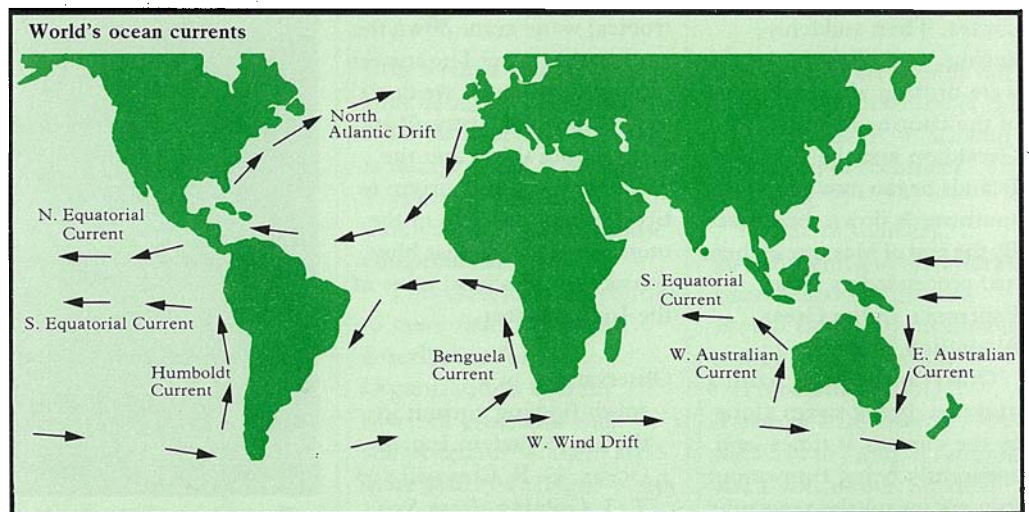 World's ocean currents
North
Atlantic Drift
N. Equatorial
Current
S. Equatorial
Current
S. Equatorial Current
Humboldt
Current
Benguela
Current
W. Australian
Current
E. Australian
Current
W. Wind Drift